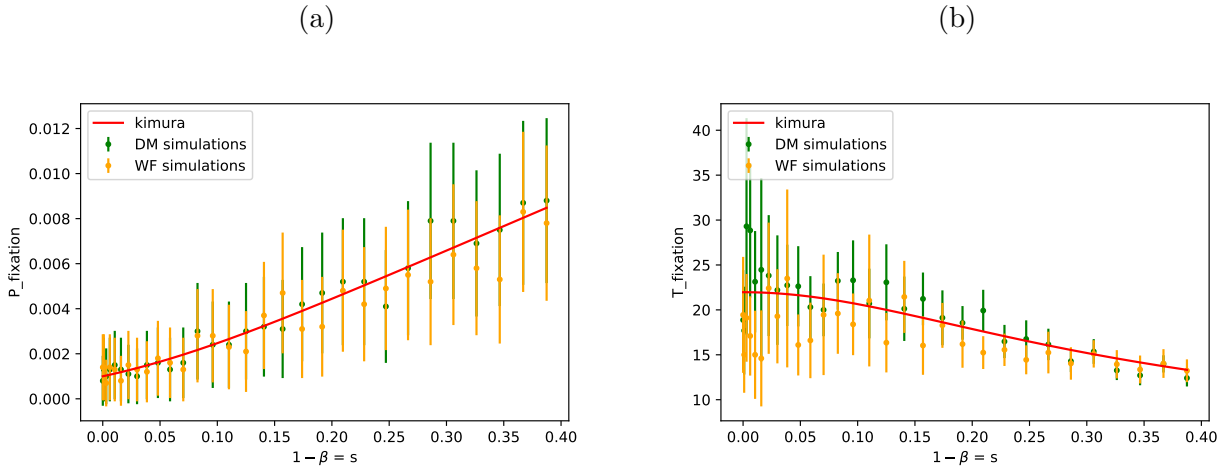 (a)
(b)
kimura
DM simulations
WF simulations
P_fixation
0.012
0.010
0.008
0.006
0.004
0.002
0.000
0.00 0.05 0.10 0.15 0.20 0.25 0.30 0.35 0.40
1 − β = s
kimura
DM simulations
WF simulations
T_fixation
40
35
30
25
20
15
10
0.00 0.05 0.10 0.15 0.20 0.25 0.30 0.35 0.40
1 − β = s